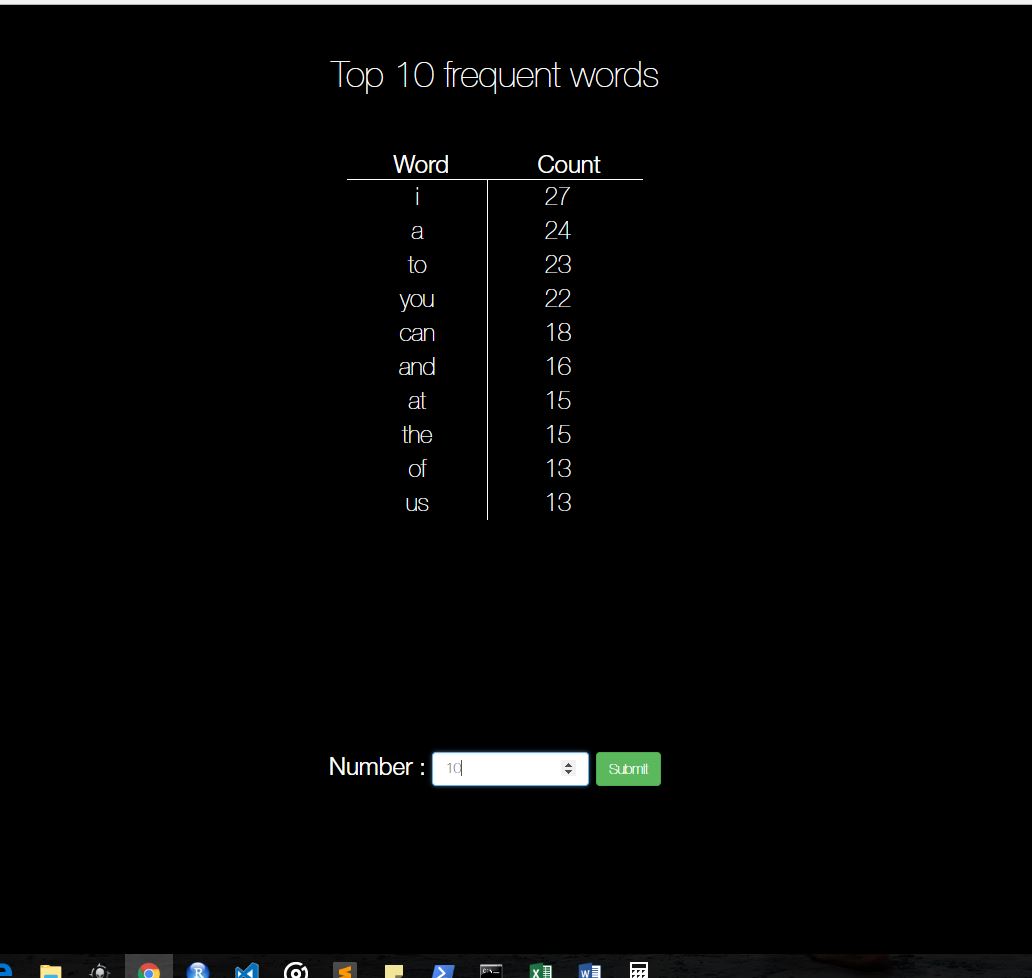 Top 10 frequent words
Word Count
i 27
a 24
to 23
you 22
can 18
and 16
at 15
the 15
of 13
us 13
Number : 10 Submit